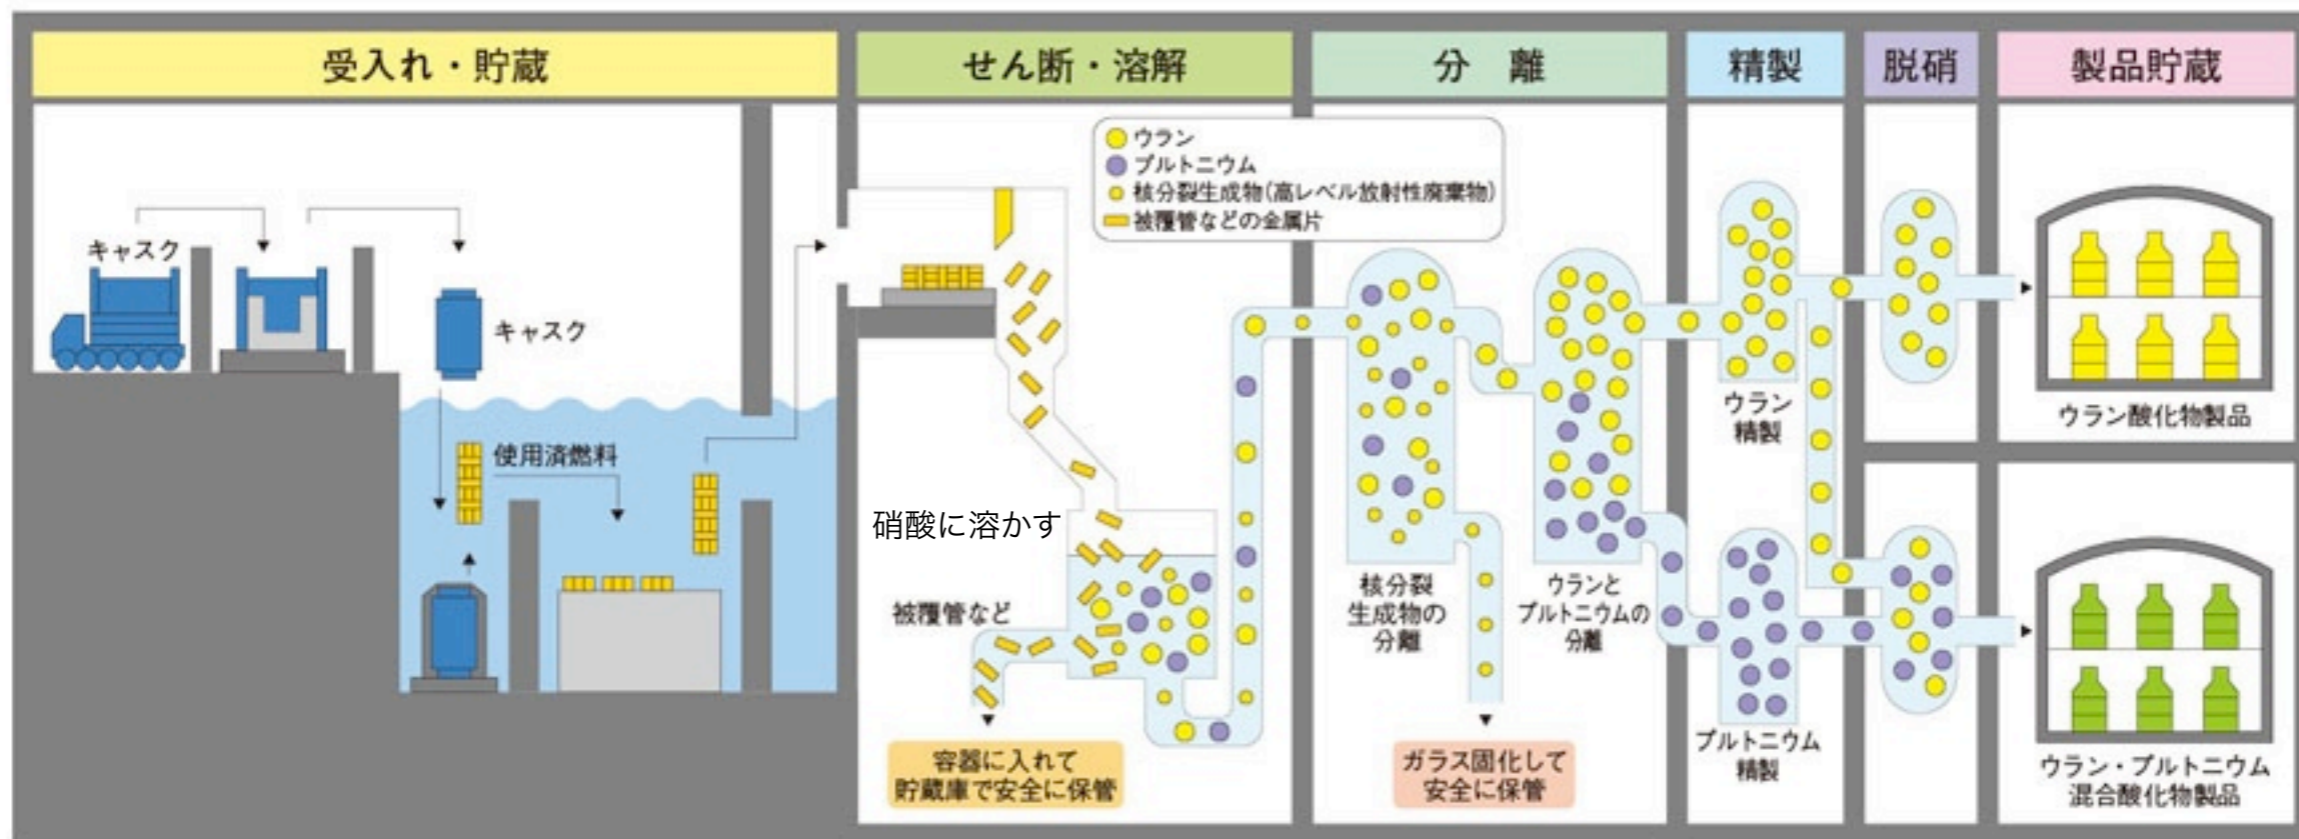 受入れ・貯蔵
せん断・溶解
分 離
精製
脱硝
製品貯蔵
ウラン
プルトニウム
核分裂生成物(高レベル放射性廃棄物)
被覆管などの金属片
キャスク
キャスク
使用済燃料
硝酸に溶かす
被覆管など
容器に入れて
貯蔵庫で安全に保管
核分裂
生成物の
分離
ガラス固化して
安全に保管
ウランと
プルトニウムの
分離
ウラン
精製
プルトニウム
精製
ウラン酸化物製品
ウラン・プルトニウム
混合酸化物製品